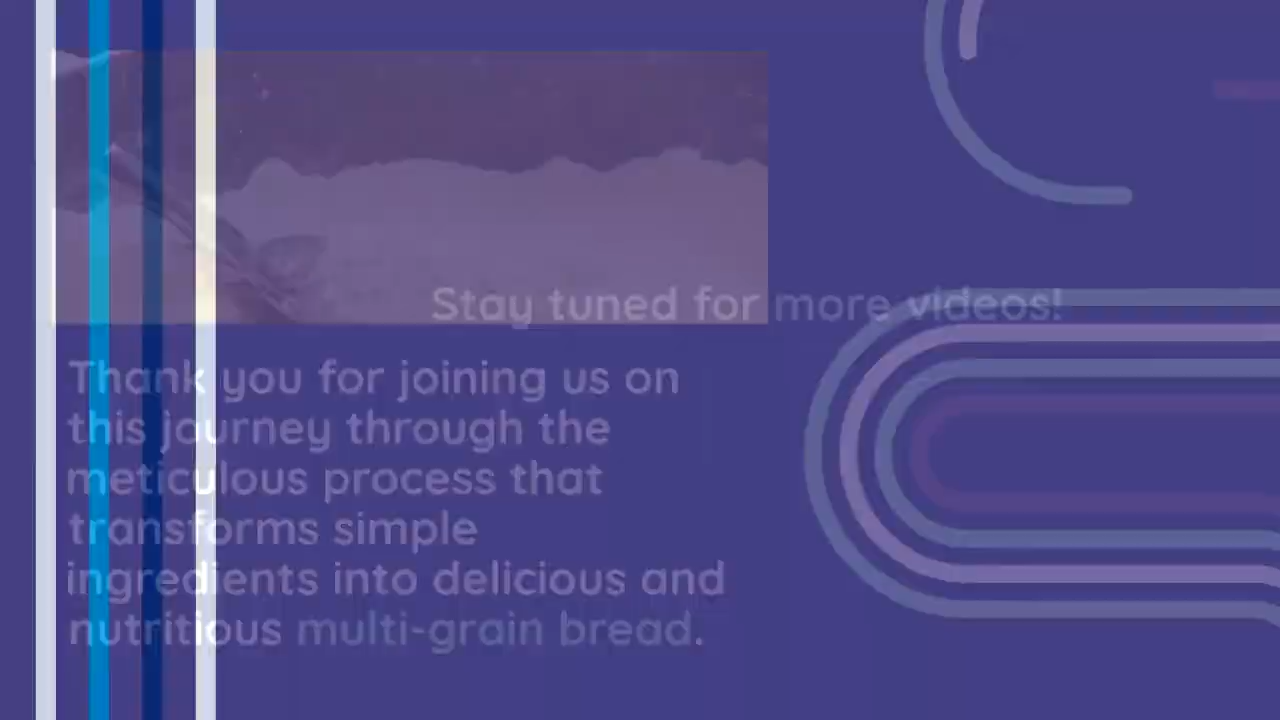 Stay tuned for more videos!
Thank you for joining us on
this journey through the
meticulous process that
transforms simple
ingredients into delicious and
nutritious multi-grain bread.